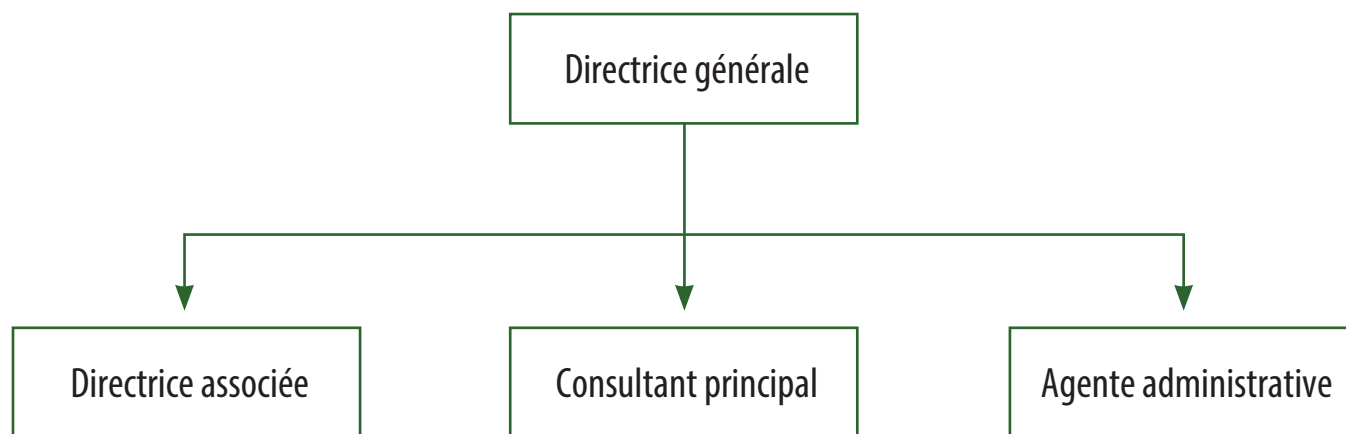 Directrice générale
Directrice associée
Consultant principal
Agente administrative